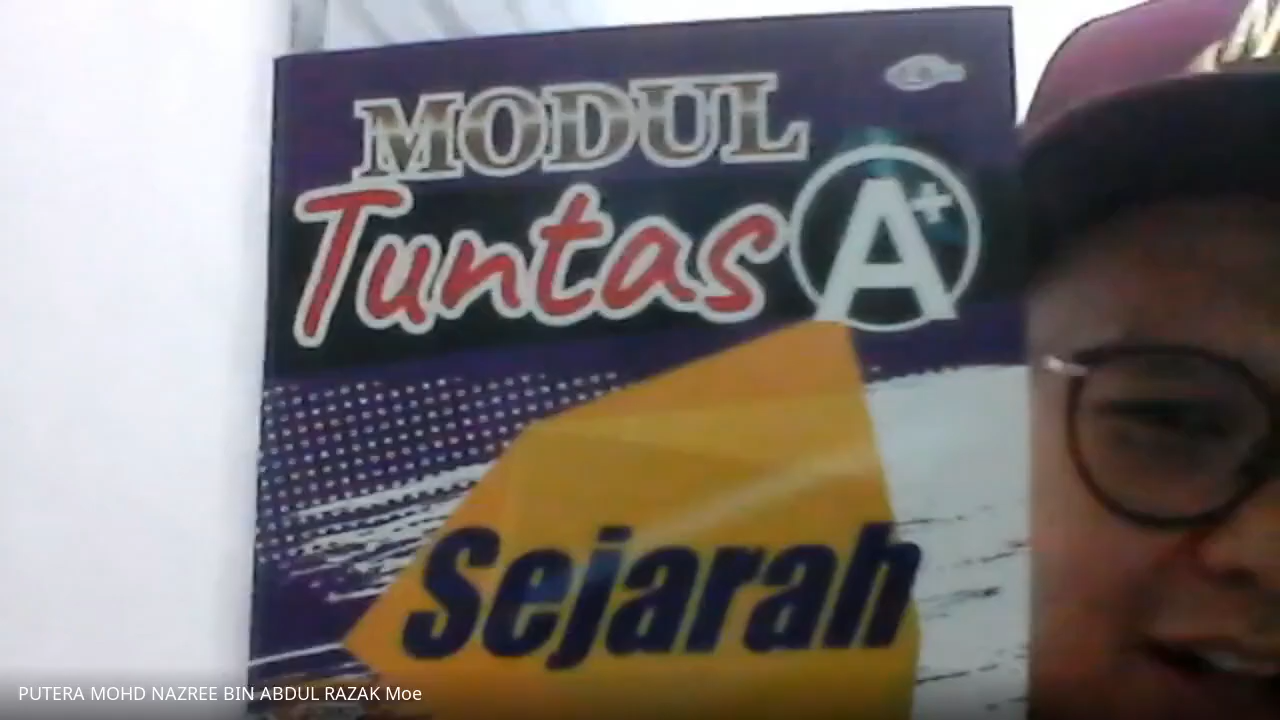 MODUL
Tuntas A+
Sejarah
PUTERA MOHD NAZREE BIN ABDUL RAZAK Moe